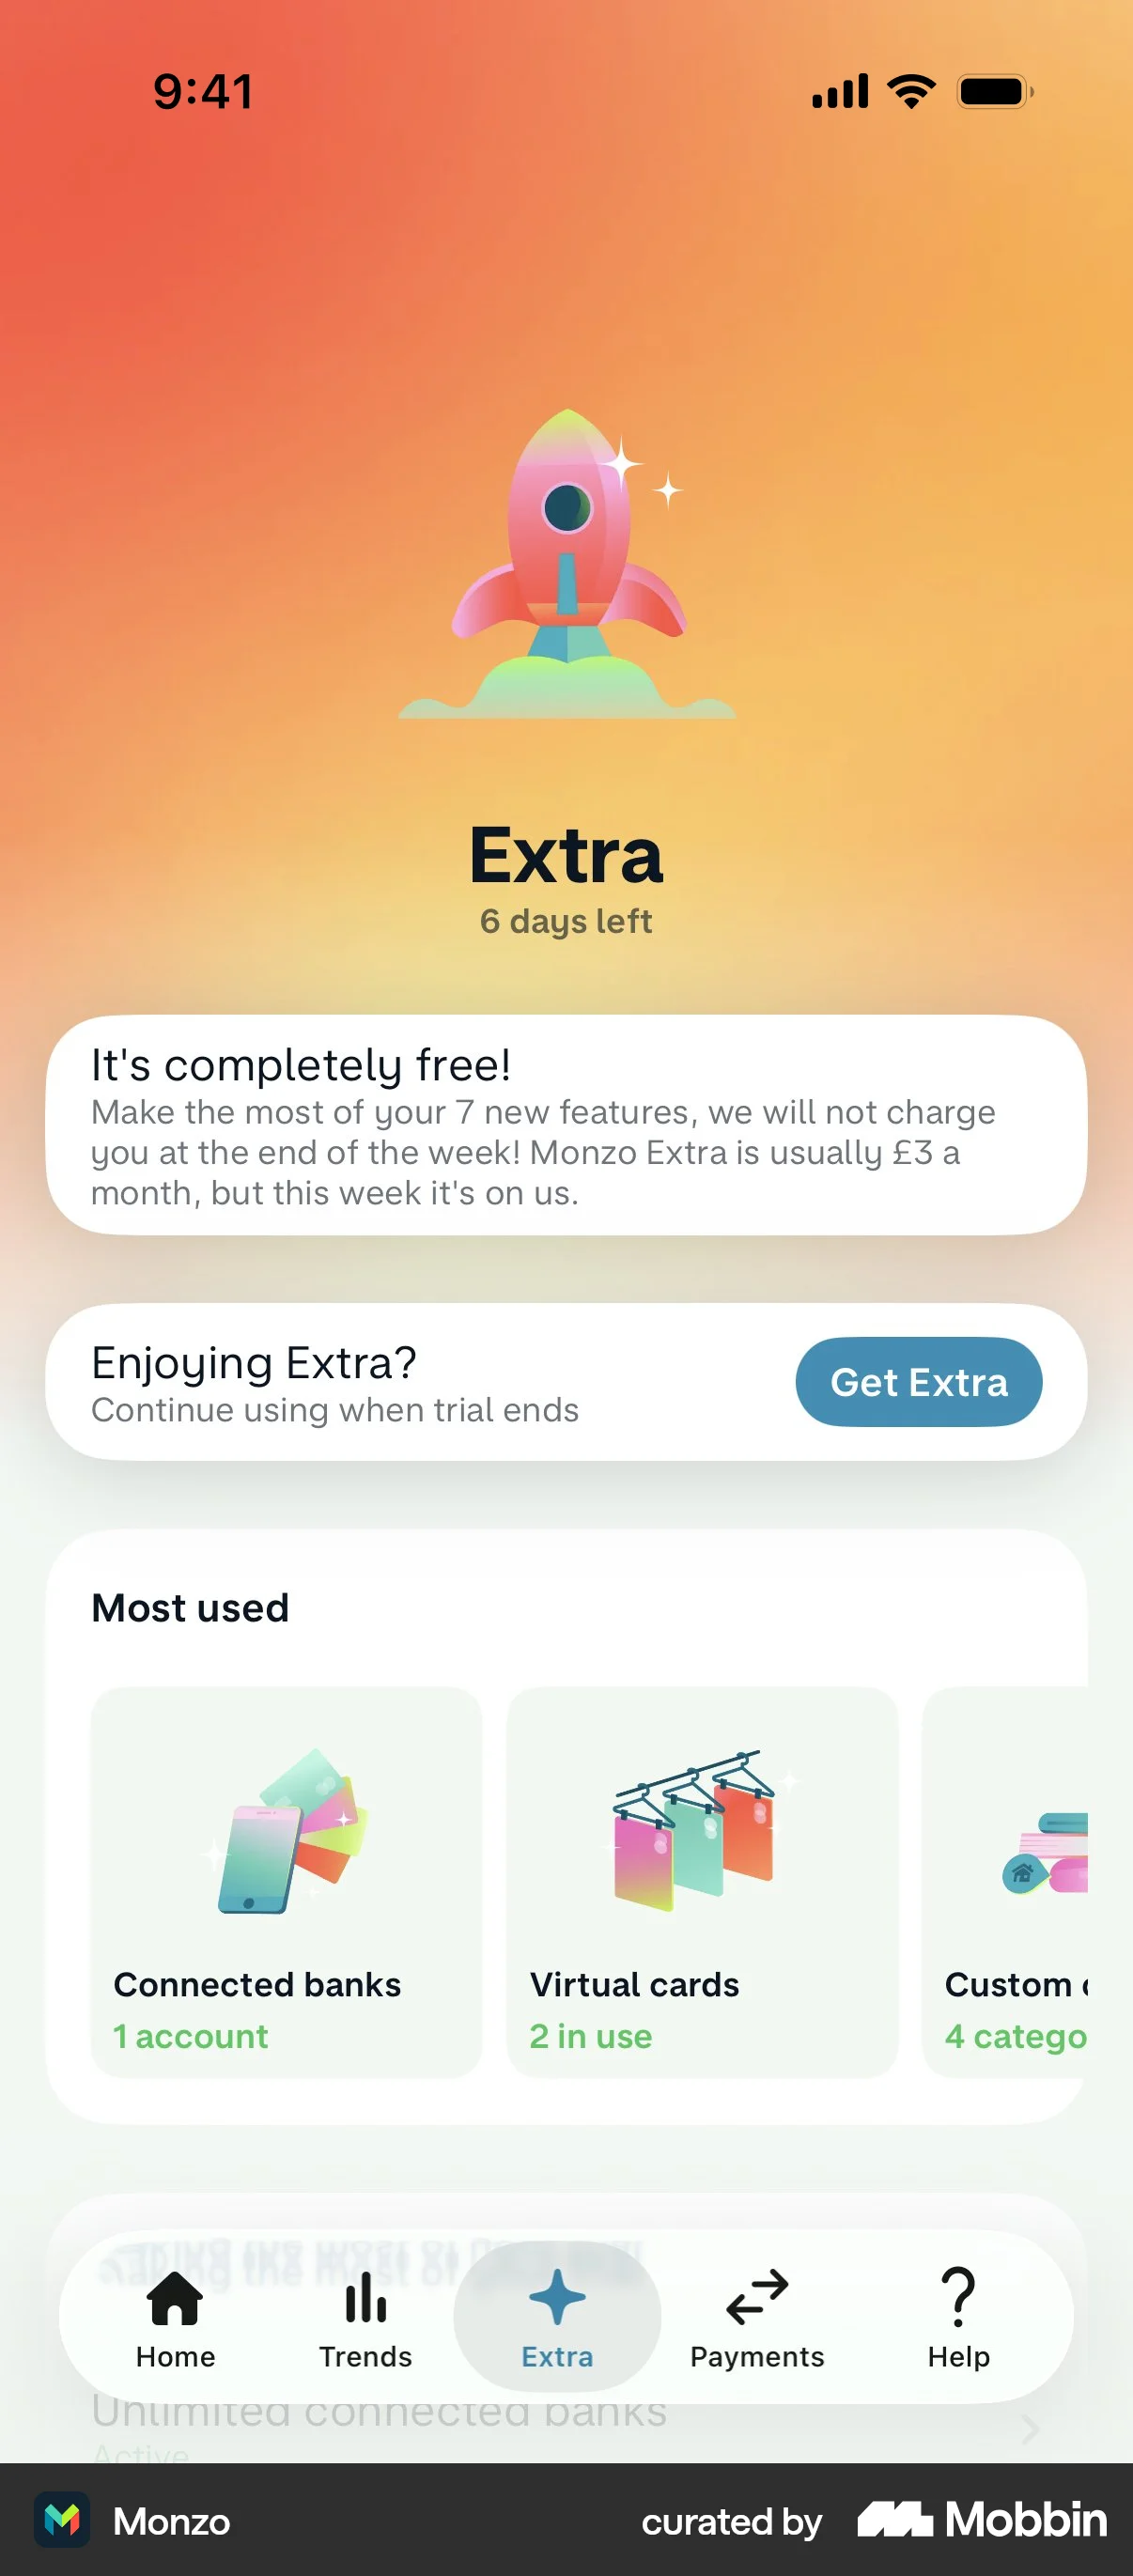 9:41
Extra
6 days left
It's completely free!
Make the most of your 7 new features, we will not charge
you at the end of the week! Monzo Extra is usually £3 a
month, but this week it's on us.
Enjoying Extra?
Continue using when trial ends
Get Extra
Most used
Connected banks
1 account
Virtual cards
2 in use
Custom
4 catego
Home
Trends
Extra
Payments
Help
Unlimited connected banks
Active
Monzo
curated by
Mobbin